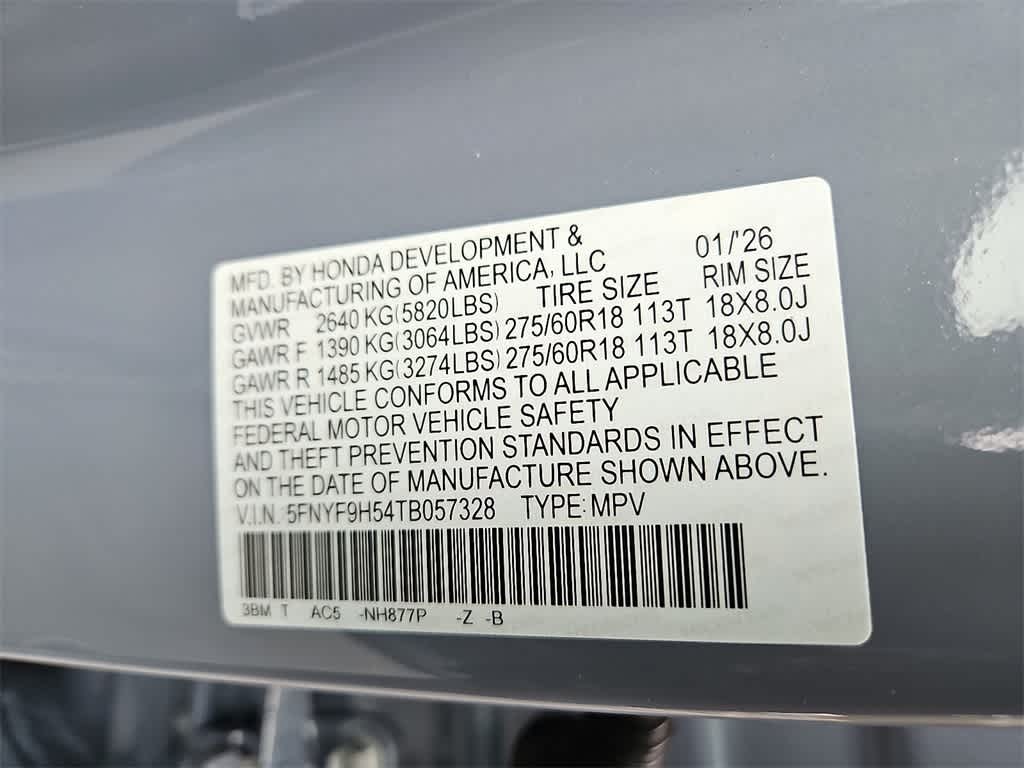 MFD. BY HONDA DEVELOPMENT & 01/'26
MANUFACTURING OF AMERICA, LLC
GVWR 2640 KG(5820LBS) TIRE SIZE RIM SIZE
GAWR F 1390 KG(3064LBS) 275/60R18 113T 18X8.0J
GAWR R 1485 KG(3274LBS) 275/60R18 113T 18X8.0J
THIS VEHICLE CONFORMS TO ALL APPLICABLE
FEDERAL MOTOR VEHICLE SAFETY
AND THEFT PREVENTION STANDARDS IN EFFECT
ON THE DATE OF MANUFACTURE SHOWN ABOVE.
V.I.N. 5FNYF9H54TB057328 TYPE: MPV
3BM T AC5 -NH877P -Z -B